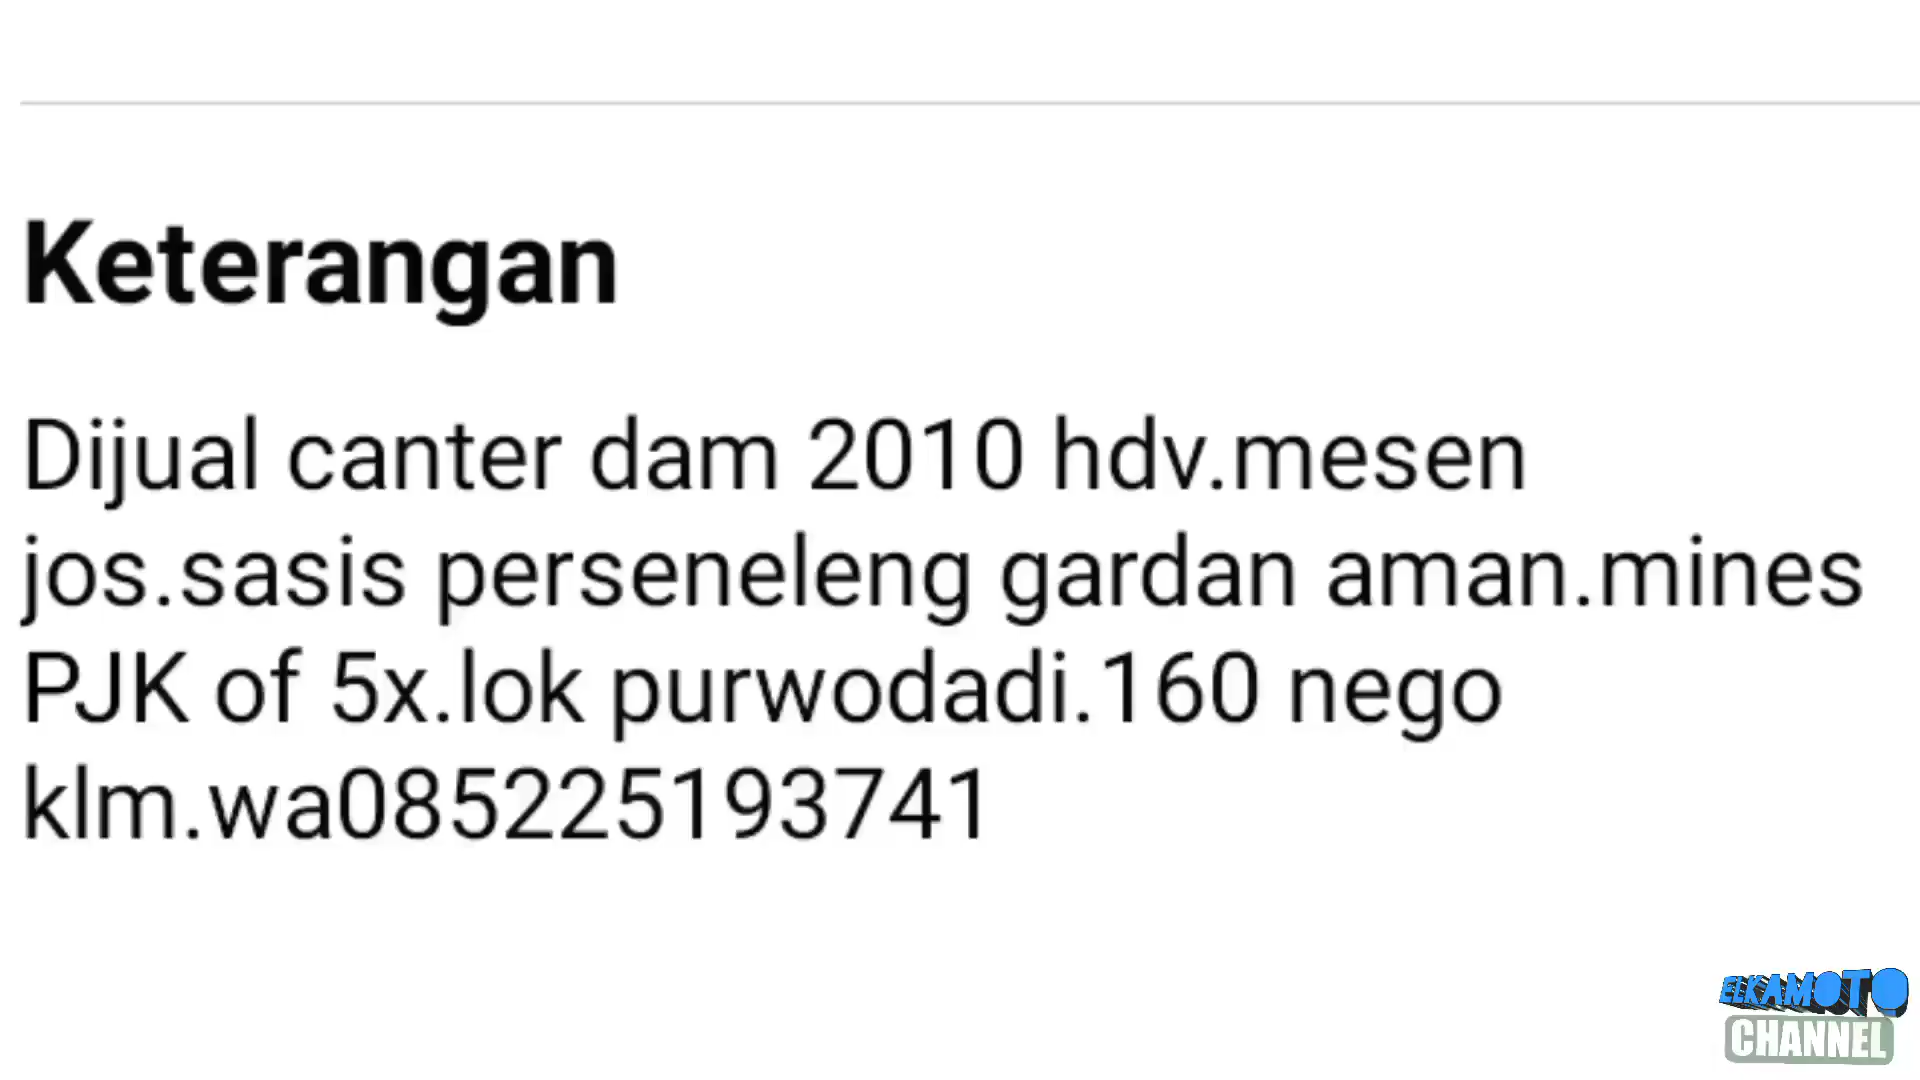 Keterangan
Dijual canter dam 2010 hdv.mesen
jos.sasis perseneleng gardan aman.mines
PJK of 5x.lok purwodadi.160 nego
klm.wa085225193741
ELKAMOTO
CHANNEL